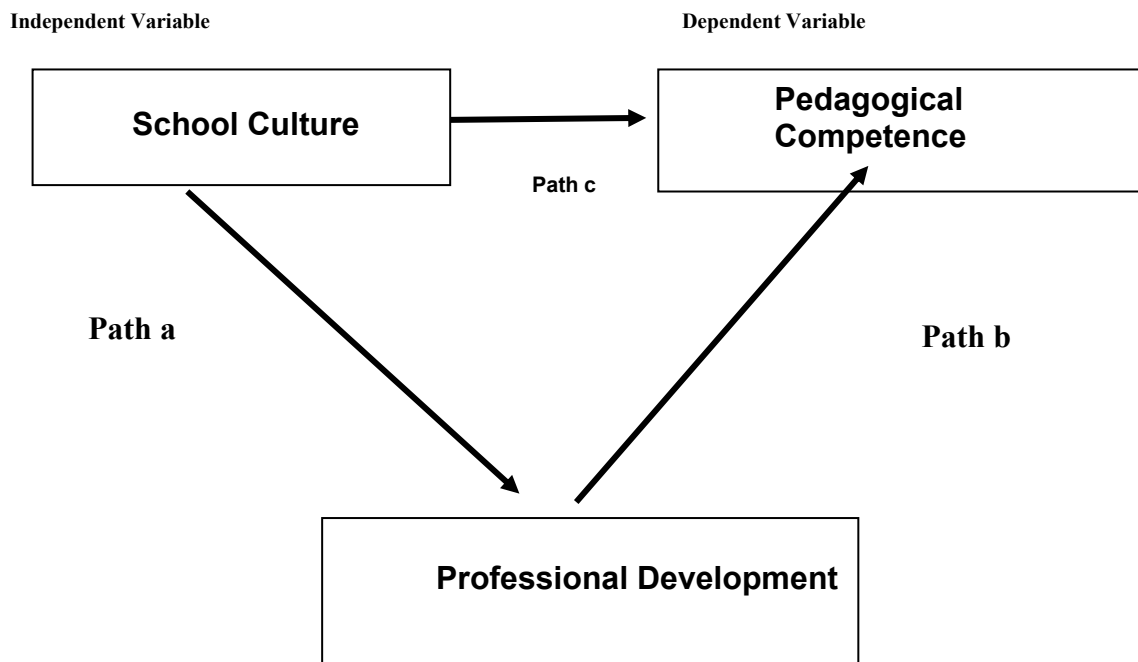 Independent Variable
Dependent Variable
School Culture
Pedagogical
Competence
Path c
Path a
Path b
Professional Development